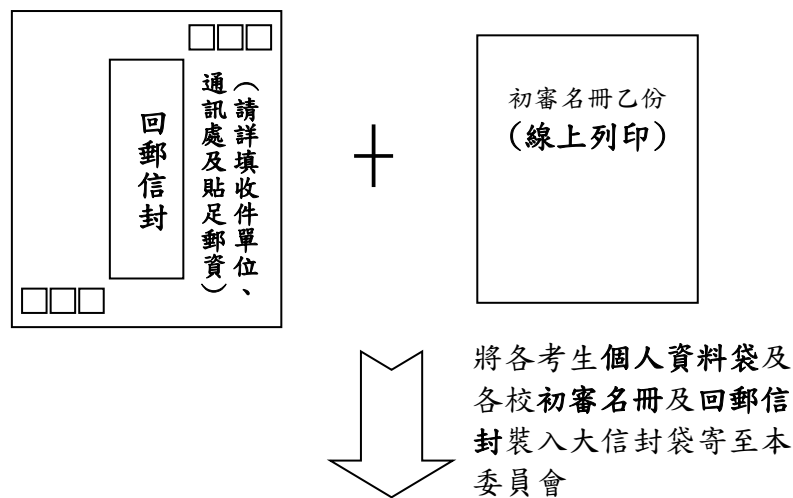 □□□
(請詳填收件單位、
通訊處及貼足郵資)
回郵信封
□□□
+
初審名冊乙份
(線上列印)
將各考生個人資料袋及
各校初審名冊及回郵信
封裝入大信封袋寄至本
委員會